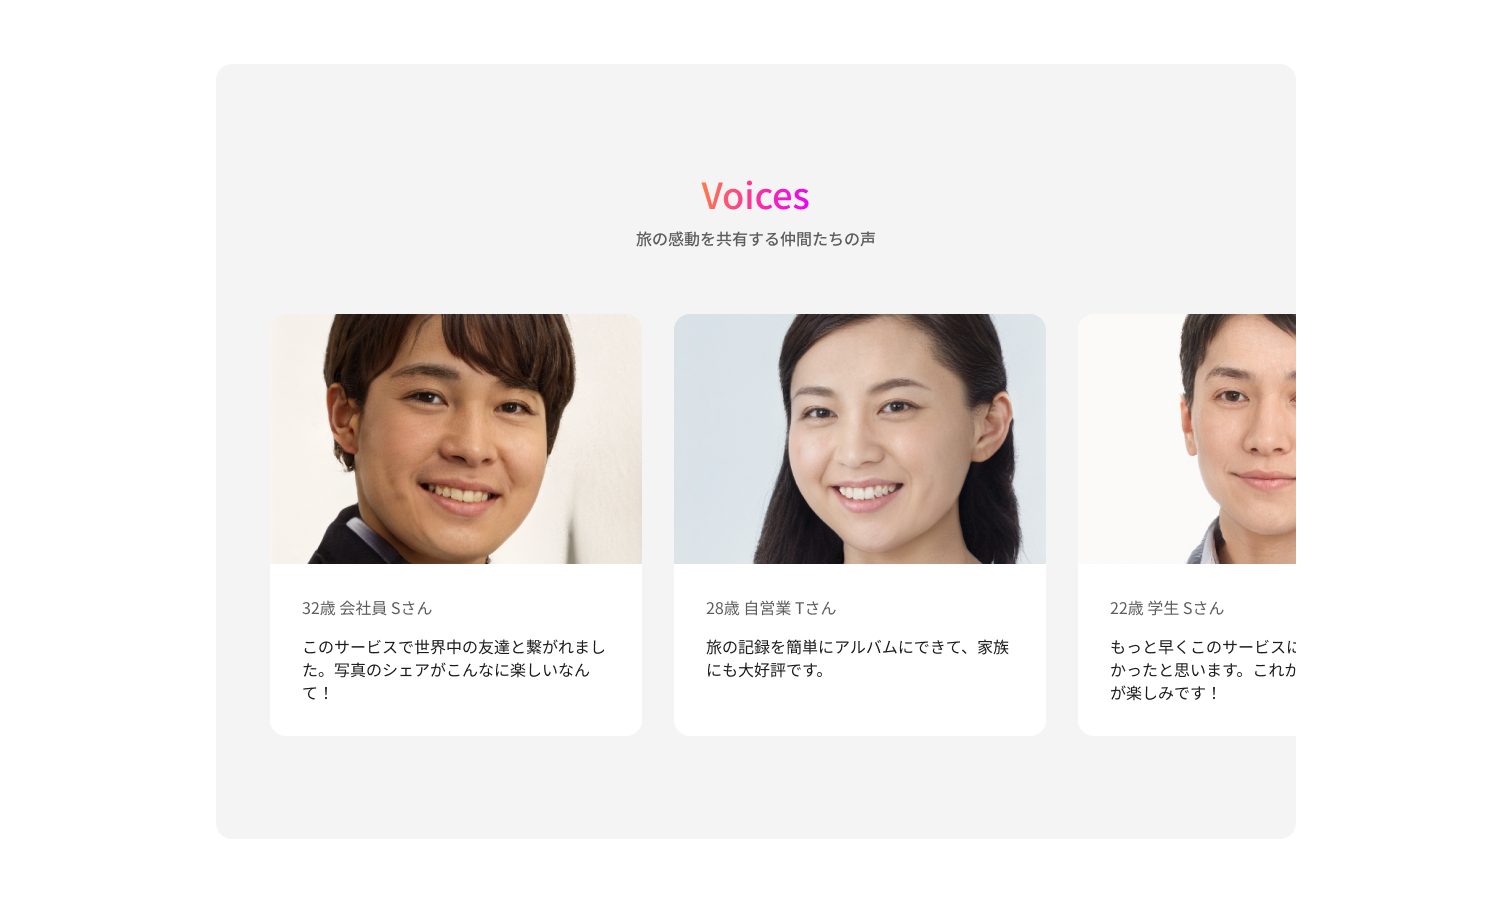 Voices
旅の感動を共有する仲間たちの声
32歳 会社員 Sさん
このサービスで世界中の友達と繋がれまし
た。写真のシェアがこんなに楽しいなん
て！
28歳 自営業 Tさん
旅の記録を簡単にアルバムにできて、家族
にも大好評です。
22歳 学生 Sさん
もっと早くこのサービスに
かったと思います。これか
が楽しみです！